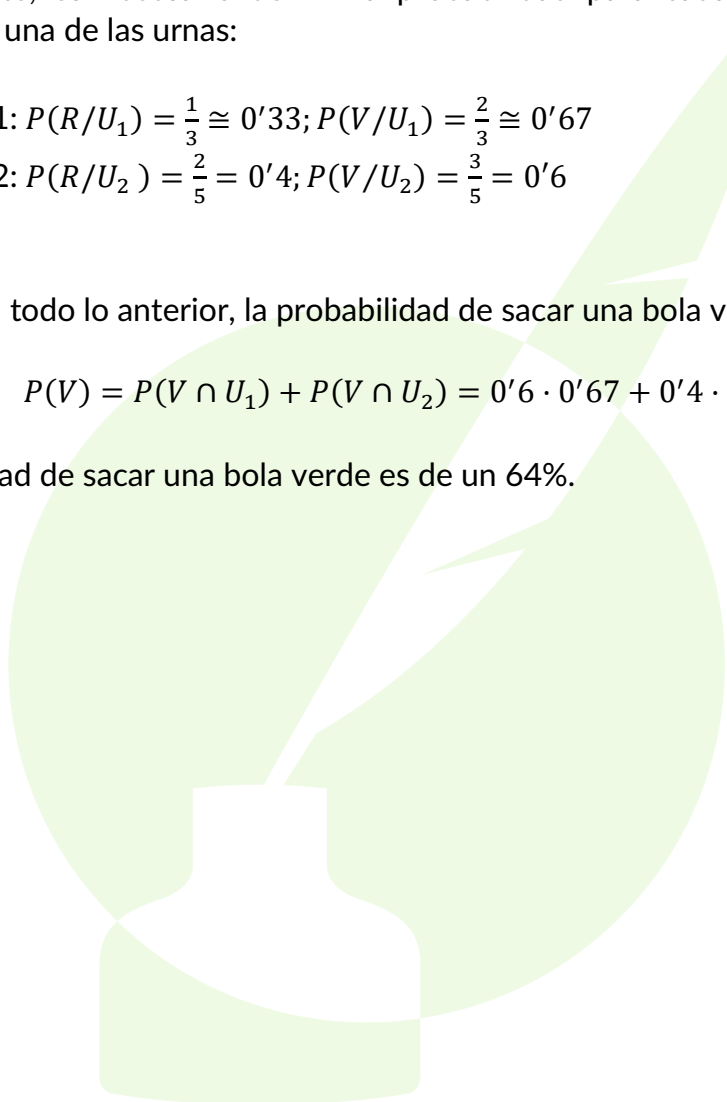 una de las urnas:
1: P(R/U₁) = 1/3 ≅ 0′33; P(V/U₁) = 2/3 ≅ 0′67
2: P(R/U₂ ) = 2/5 = 0′4; P(V/U₂) = 3/5 = 0′6
todo lo anterior, la probabilidad de sacar una bola v
P(V) = P(V ∩ U₁) + P(V ∩ U₂) = 0′6 · 0′67 + 0′4 ·
ad de sacar una bola verde es de un 64%.